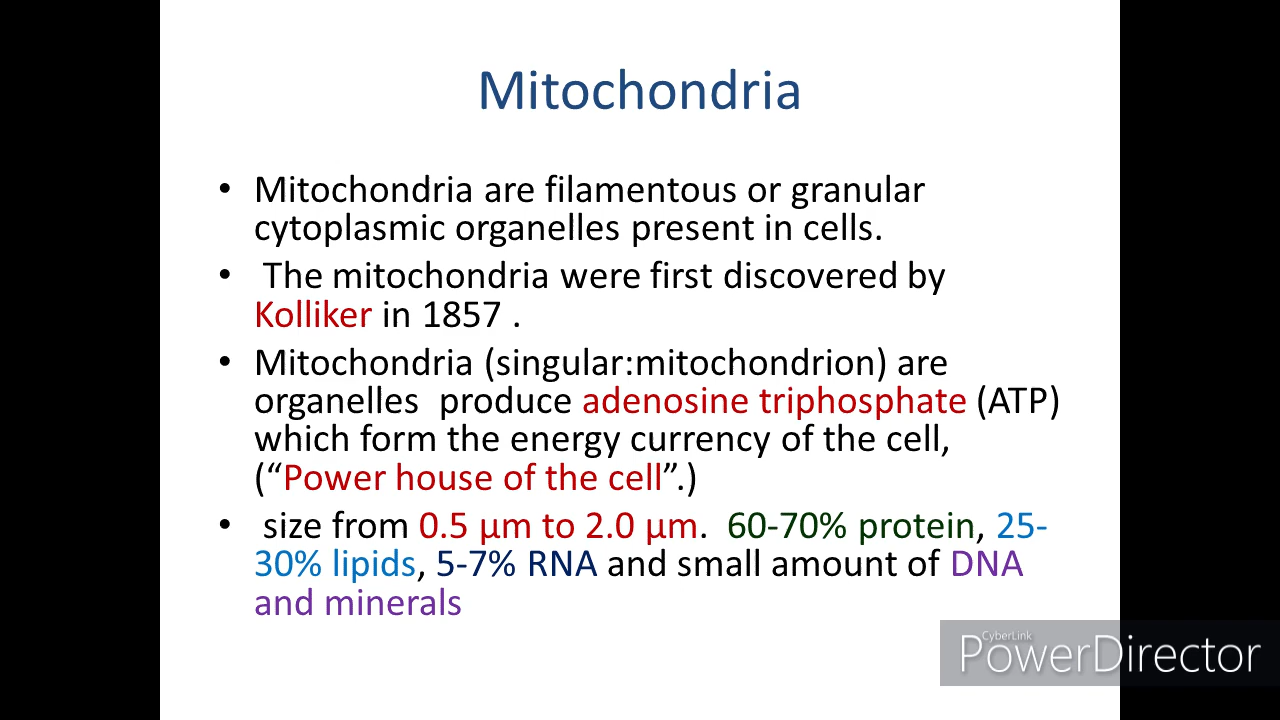 Mitochondria
• Mitochondria are filamentous or granular
cytoplasmic organelles present in cells.
• The mitochondria were first discovered by
Kolliker in 1857 .
• Mitochondria (singular:mitochondrion) are
organelles produce adenosine triphosphate (ATP)
which form the energy currency of the cell,
(“Power house of the cell”.)
• size from 0.5 μm to 2.0 μm. 60-70% protein, 25-
30% lipids, 5-7% RNA and small amount of DNA
and minerals
CyberLink
PowerDirector